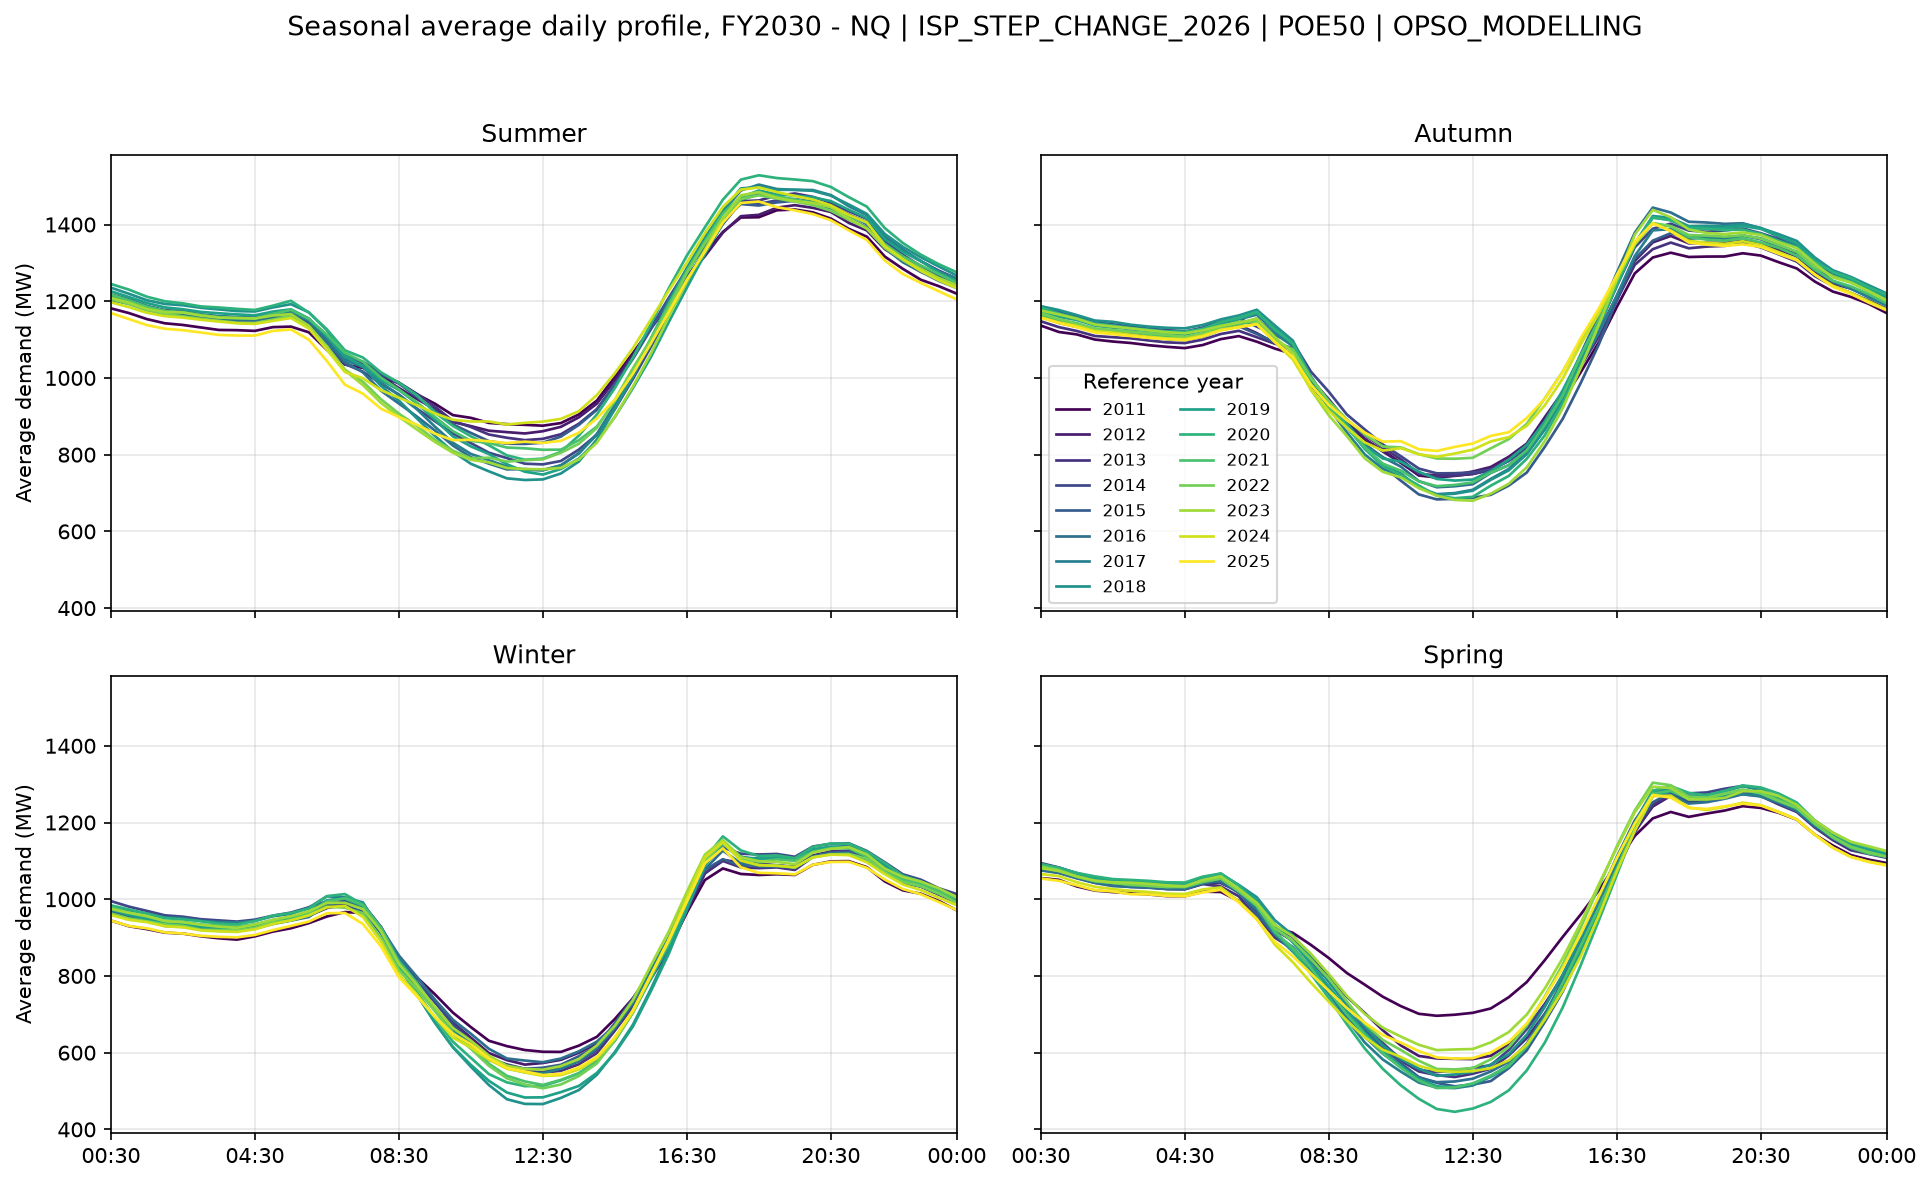 Seasonal average daily profile, FY2030 - NQ | ISP_STEP_CHANGE_2026 | POE50 | OPSO_MODELLING
Summer
Average demand (MW)
1400
1200
1000
800
600
400
Autumn
Reference year
2011 2019
2012 2020
2013 2021
2014 2022
2015 2023
2016 2024
2017 2025
2018
Winter
Average demand (MW)
1400
1200
1000
800
600
400
00:30 04:30 08:30 12:30 16:30 20:30 00:00
Spring
00:30 04:30 08:30 12:30 16:30 20:30 00:00